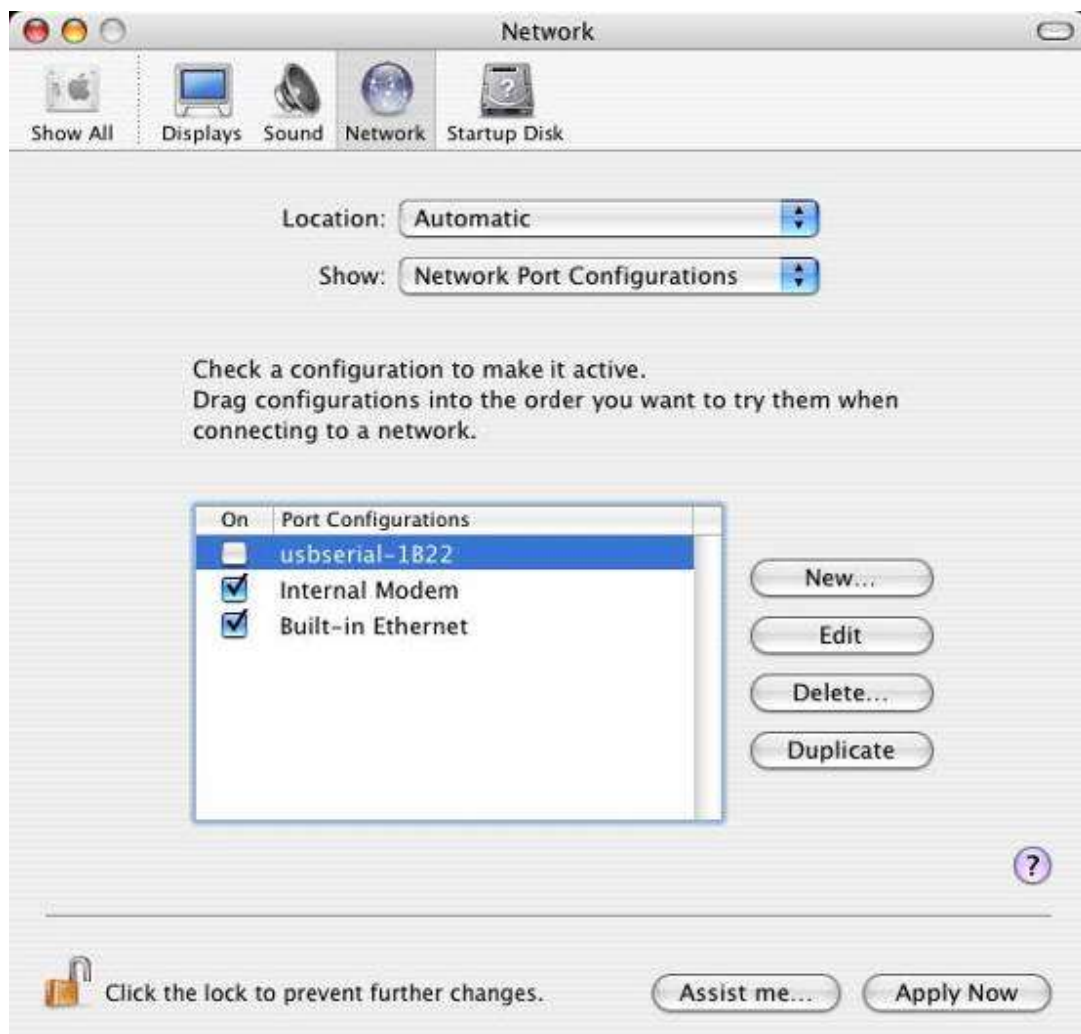 Network
Show All
Displays
Sound
Network
Startup Disk
Location: Automatic
Show: Network Port Configurations
Check a configuration to make it active.
Drag configurations into the order you want to try them when
connecting to a network.
On Port Configurations
usbserial-1B22
Internal Modem
Built-in Ethernet
New...
Edit
Delete...
Duplicate
?
Click the lock to prevent further changes.
Assist me...
Apply Now